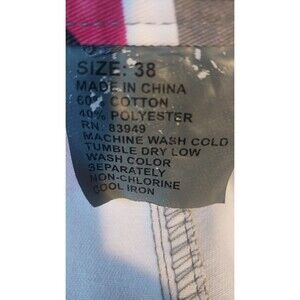 SIZE: 38
MADE IN CHINA
60% COTTON
40% POLYESTER
RN: 83949
MACHINE WASH COLD
TUMBLE DRY LOW
WASH COLOR
SEPARATELY
NON-CHLORINE
COOL IRON